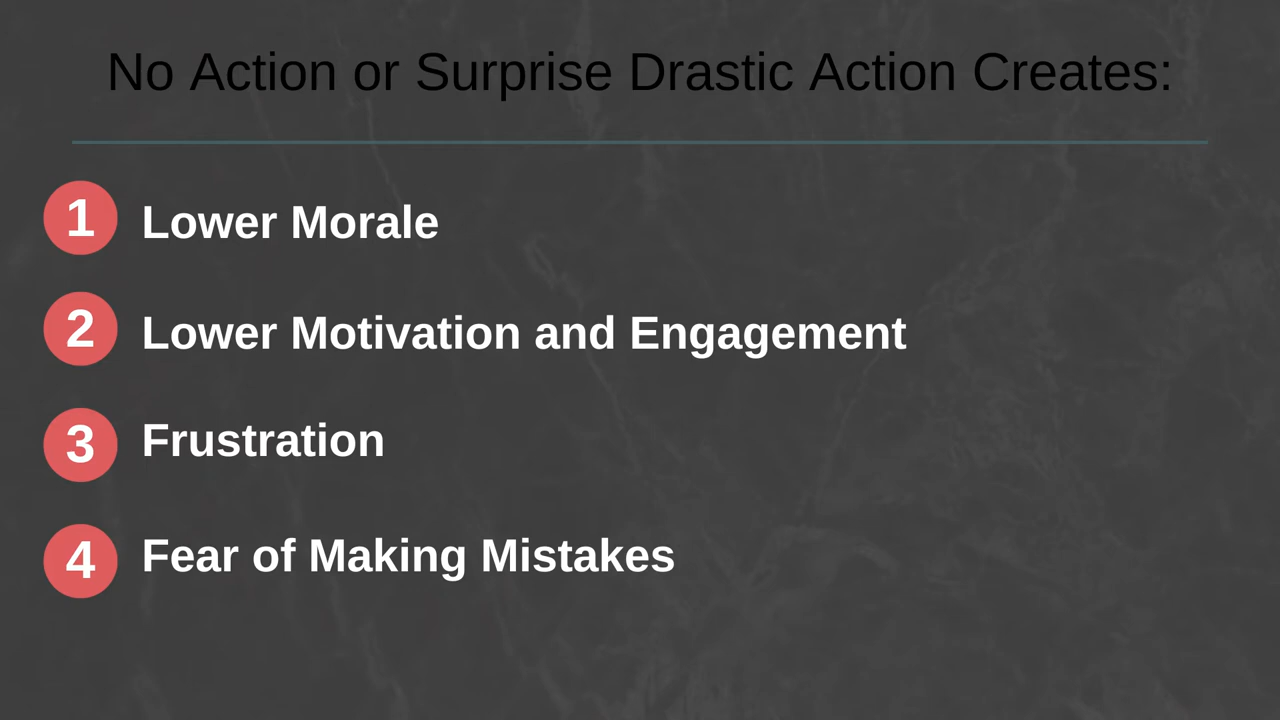 No Action or Surprise Drastic Action Creates:
1 Lower Morale
2 Lower Motivation and Engagement
3 Frustration
4 Fear of Making Mistakes